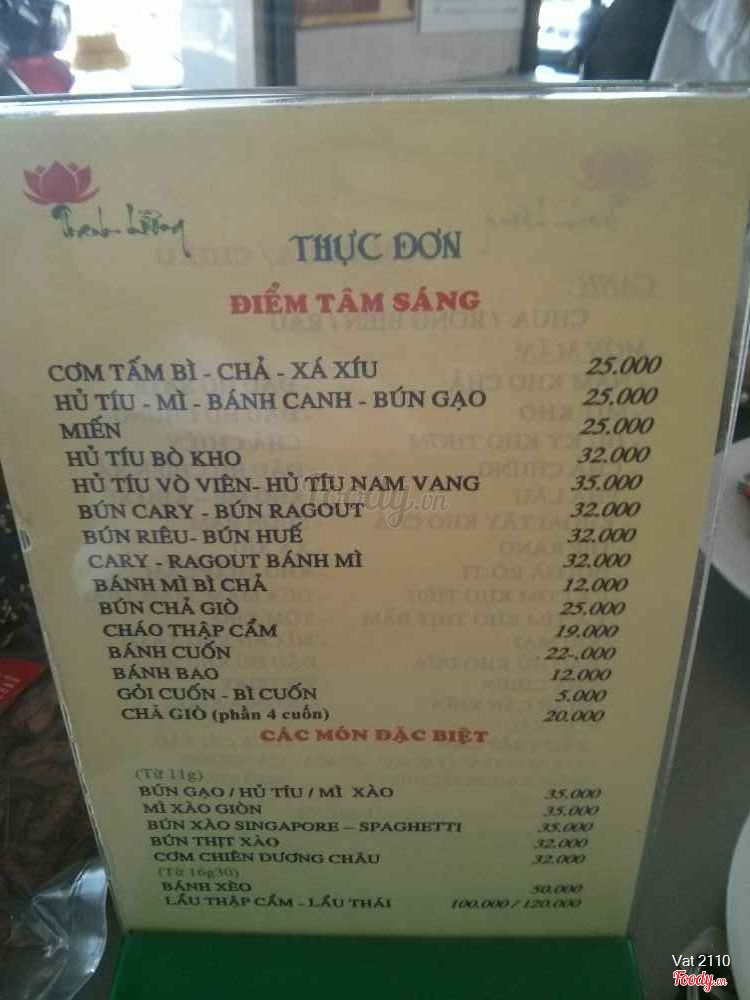 THỰC ĐƠN
ĐIỂM TÂM SÁNG
CƠM TẤM BÌ - CHẢ - XÁ XÍU 25.000
HỦ TÍU - MÌ - BÁNH CANH - BÚN GẠO 25.000
MIẾN 25.000
HỦ TÍU BÒ KHO 32.000
HỦ TÍU VÒ VIÊN- HỦ TÍU NAM VANG 35.000
BÚN CARY - BÚN RAGOUT 32.000
BÚN RIÊU- BÚN HUẾ 32.000
CARY - RAGOUT BÁNH MÌ 32.000
BÁNH MÌ BÌ CHẢ 12.000
BÚN CHẢ GIÒ 25.000
CHÁO THẬP CẨM 19.000
BÁNH CUỐN 22-.000
BÁNH BAO 12.000
GỎI CUỐN - BÌ CUỐN 5.000
CHẢ GIÒ (phần 4 cuốn) 20.000
CÁC MÓN ĐẶC BIỆT
(Từ 11g)
BÚN GẠO / HỦ TÍU / MÌ XÀO 35.000
MÌ XÀO GIÒN 35.000
BÚN XÀO SINGAPORE – SPAGHETTI 35.000
BÚN THỊT XÀO 32.000
CƠM CHIÊN DƯƠNG CHÂU 32.000
(Từ 16g30)
BÁNH XÈO 50.000
LẨU THẬP CẨM - LẨU THÁI 100.000 / 120.000
Foody.vn
Vat 2110
Foody.vn